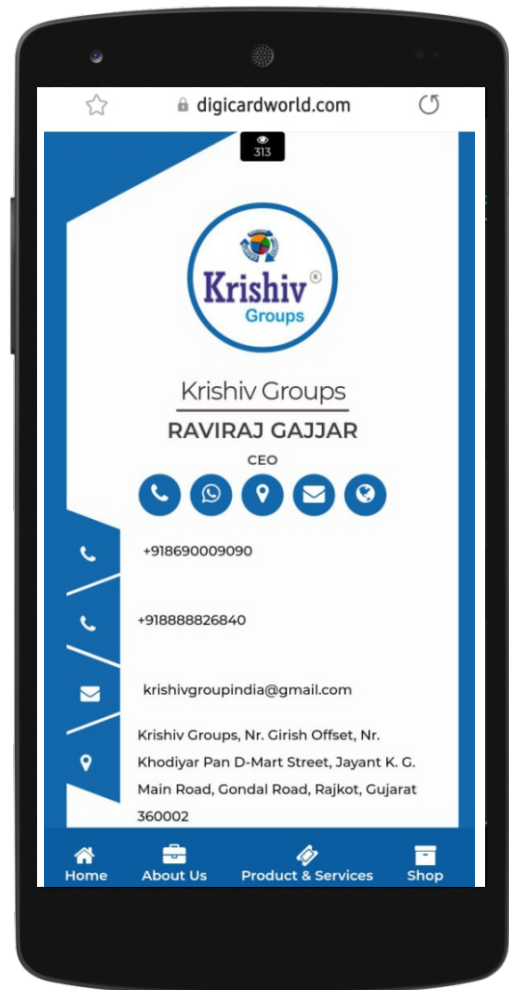 digicardworld.com
313
Krishiv ®
Groups
Krishiv Groups
RAVIRAJ GAJJAR
CEO
+918690009090
+918888826840
krishivgroupindia@gmail.com
Krishiv Groups, Nr. Girish Offset, Nr.
Khodiyar Pan D-Mart Street, Jayant K. G.
Main Road, Gondal Road, Rajkot, Gujarat
360002
Home About Us Product & Services Shop